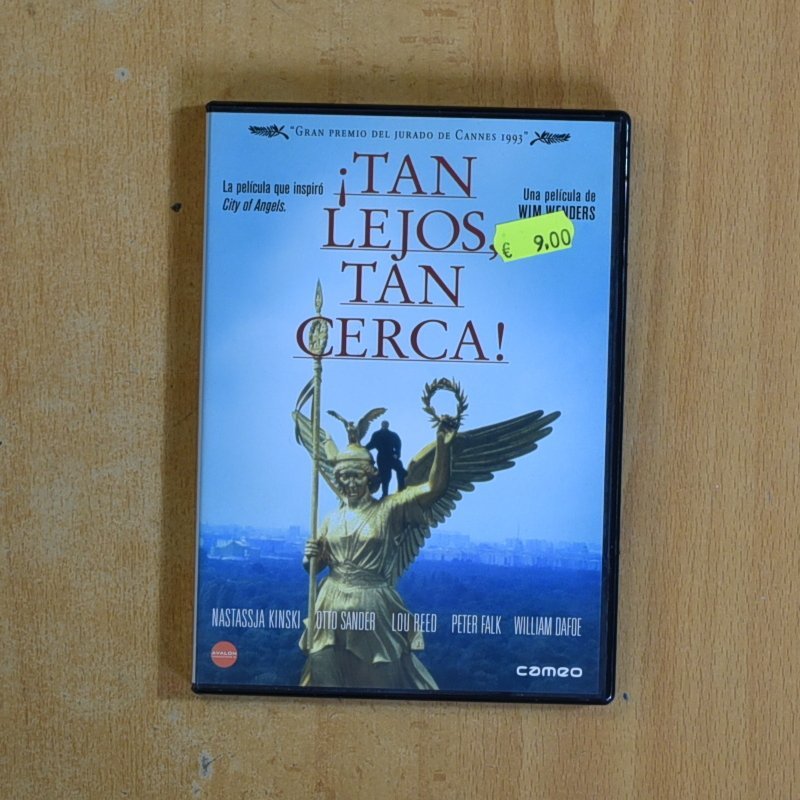 "GRAN PREMIO DEL JURADO DE CANNES 1993"
¡TAN
LEJOS,
TAN
CERCA!
La película que inspiró
City of Angels.
Una película de
WIM WENDERS
€ 9,00
NASTASSJA KINSKI OTTO SANDER LOU REED PETER FALK WILLIAM DAFOE
AVALON
cameo